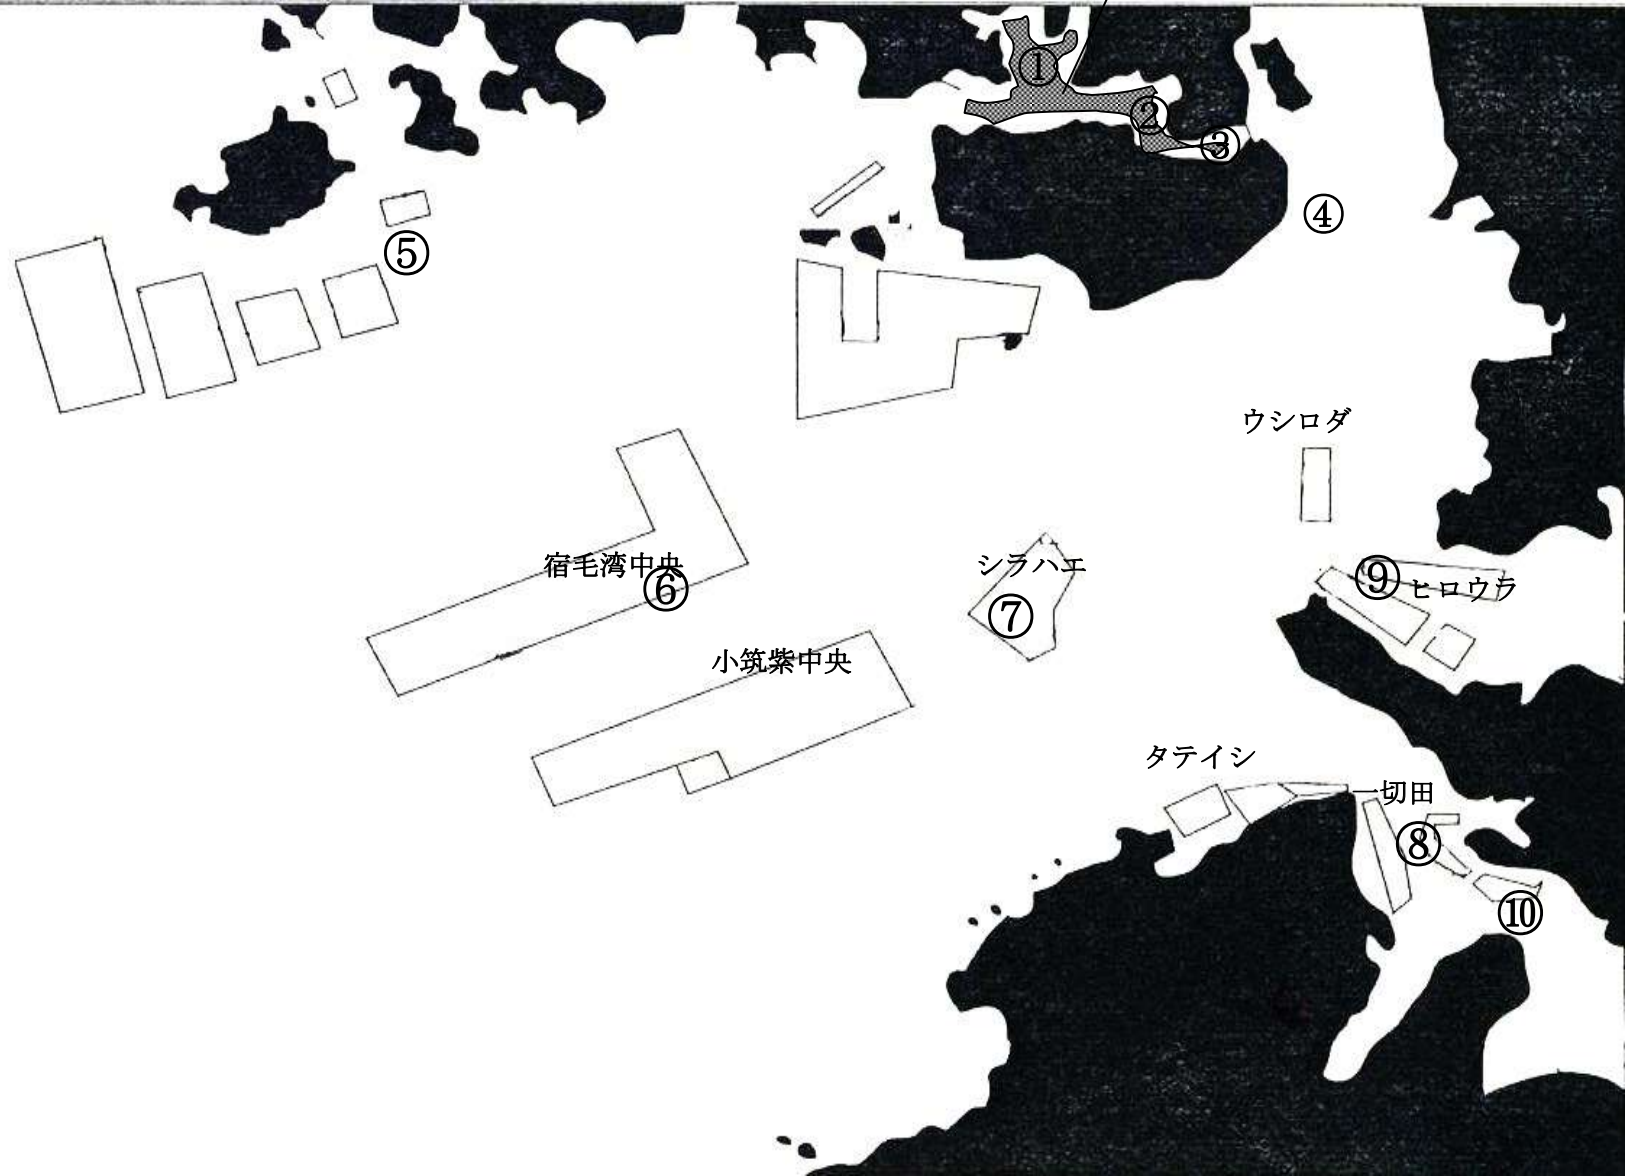 ①
②
③
④
⑤
ウシロダ
宿毛湾中央
⑥
シラハエ
⑦
⑨
ヒロウラ
小筑紫中央
タテイシ
一切田
⑧
⑩